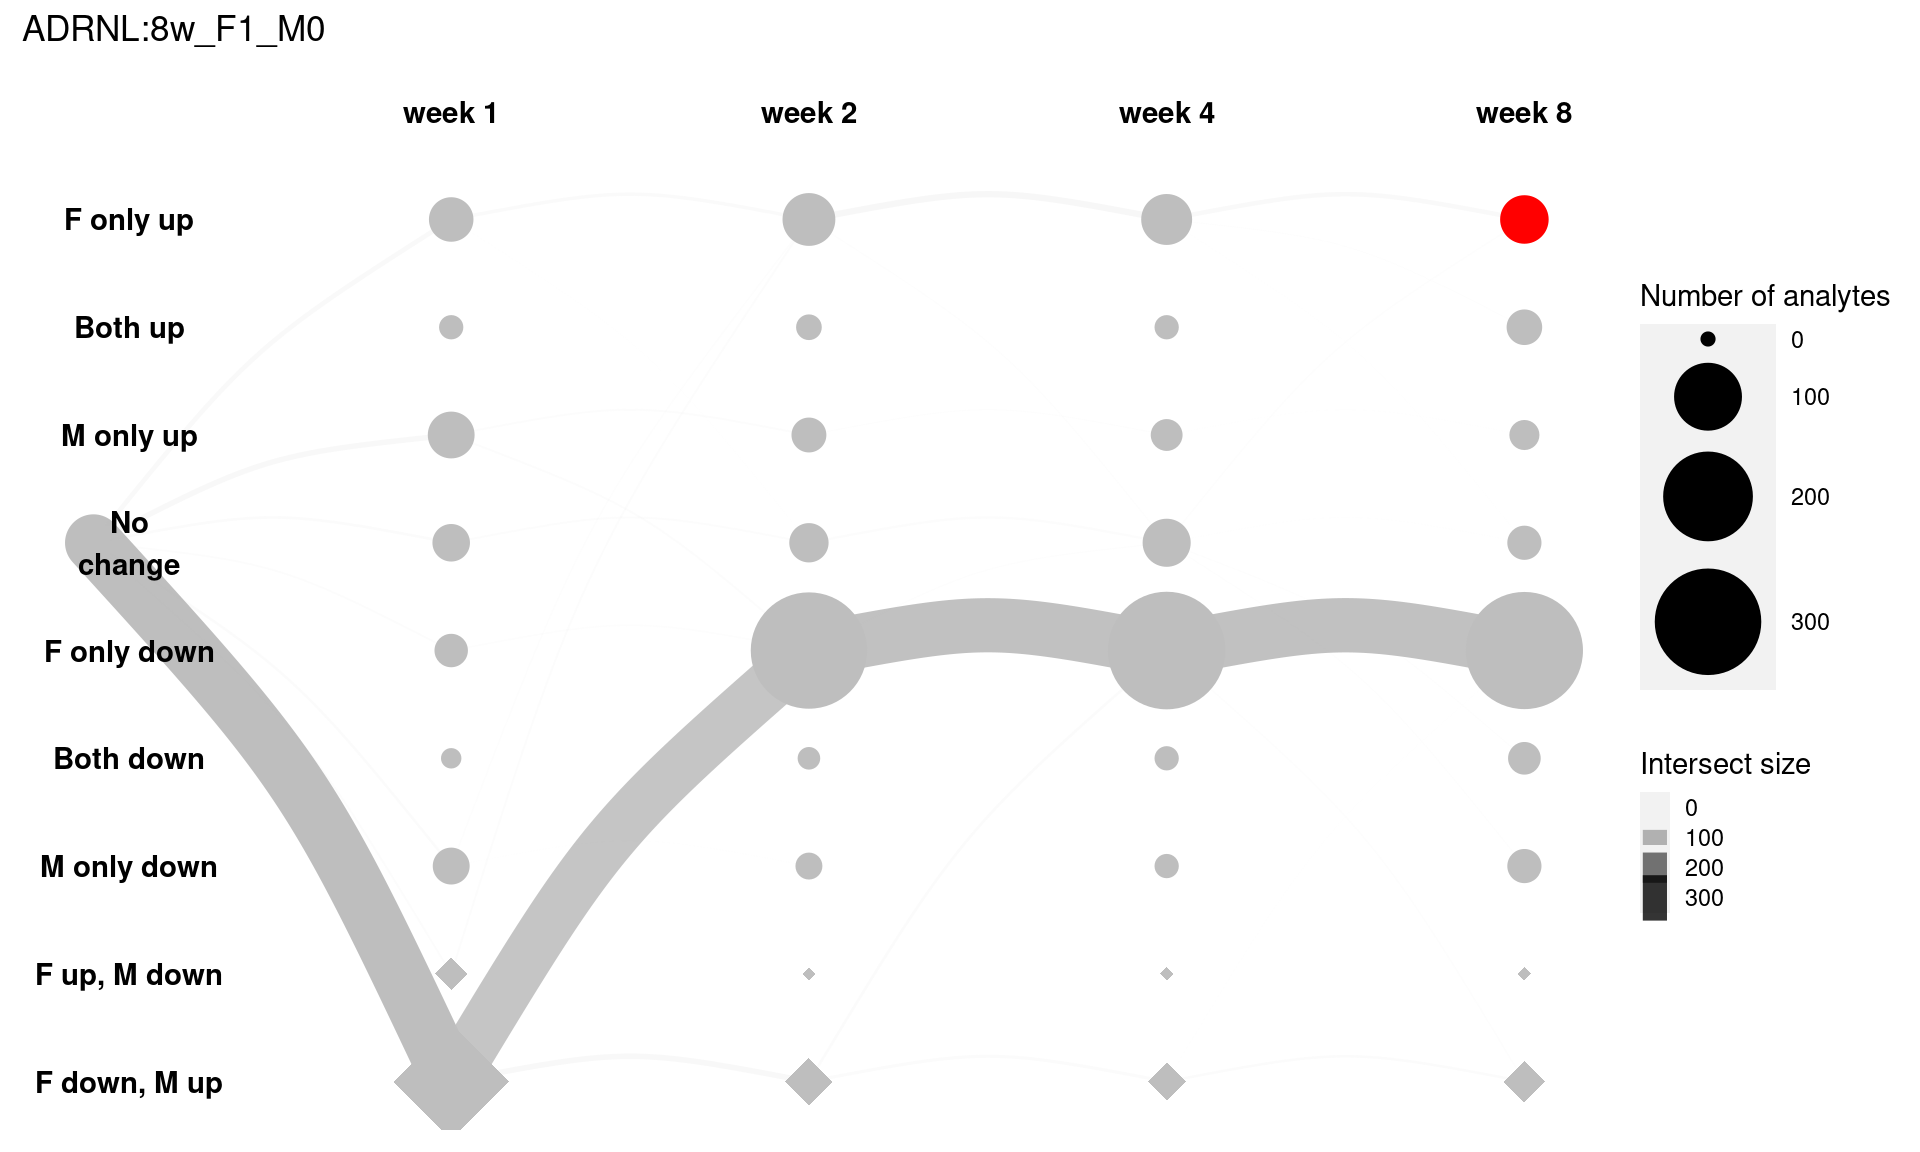 ADRNL:8w_F1_M0
week 1 week 2 week 4 week 8
F only up
Both up
M only up
No
change
F only down
Both down
M only down
F up, M down
F down, M up
Number of analytes
0
100
200
300
Intersect size
0
100
200
300